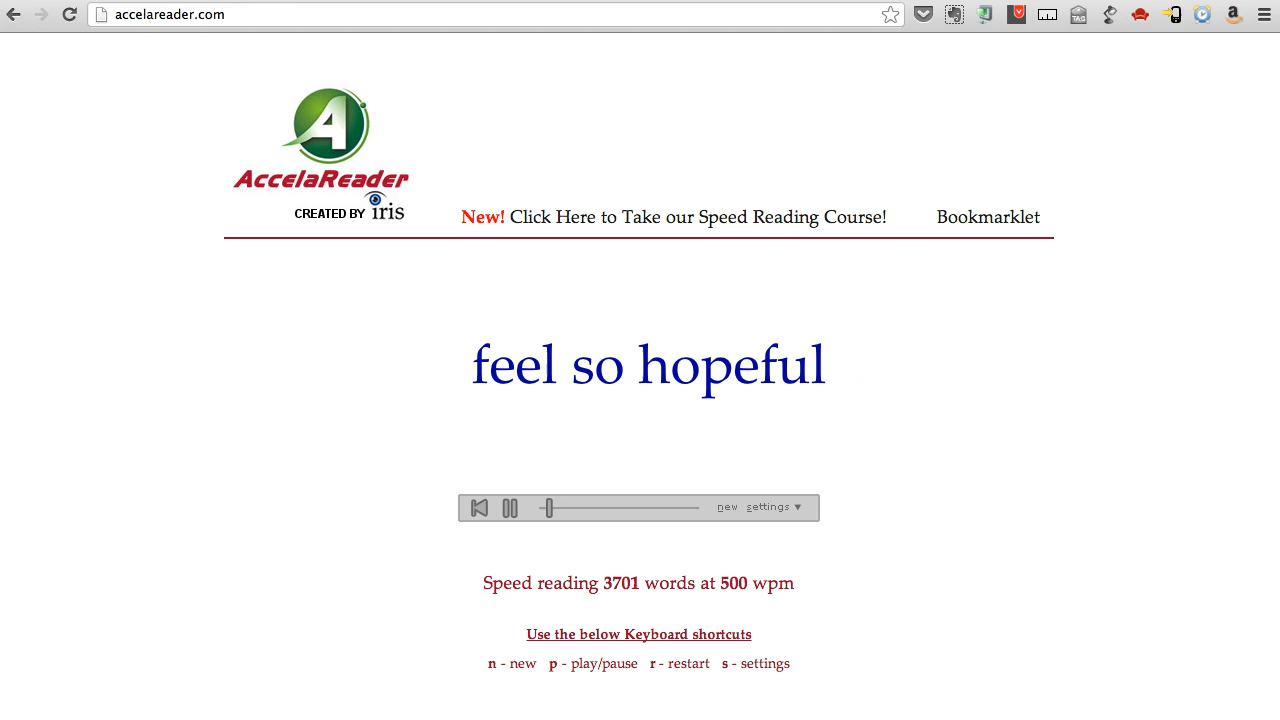 accelareader.com
A
AccelaReader
CREATED BY iris
New! Click Here to Take our Speed Reading Course!
Bookmarklet
feel so hopeful
new settings ▼
Speed reading 3701 words at 500 wpm
Use the below Keyboard shortcuts
n - new p - play/pause r - restart s - settings